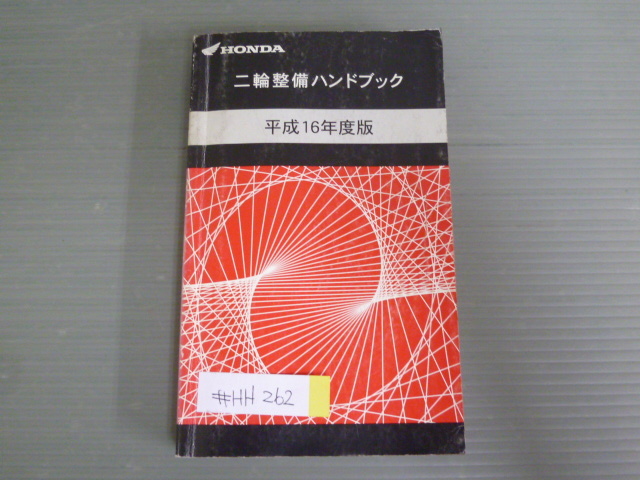 HONDA
二輪整備ハンドブック
平成16年度版
#HH 262